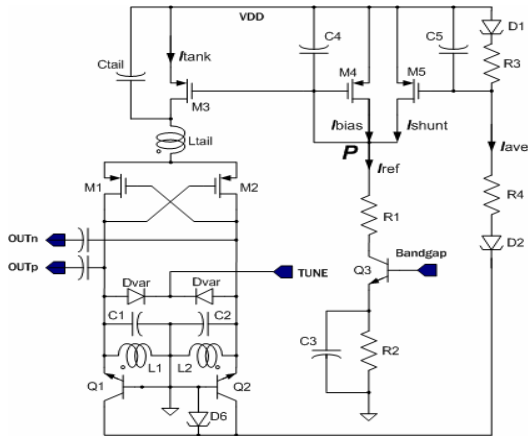 VDD
Ctail
Itank
M3
Ltail
C4
M4
M5
C5
D1
R3
Ibias
Ishunt
P
Iref
Iave
M1
M2
R1
R4
D2
OUTn
OUTp
Dvar
Dvar
TUNE
Q3
Bandgap
C1
C2
L1
L2
C3
R2
Q1
Q2
D6